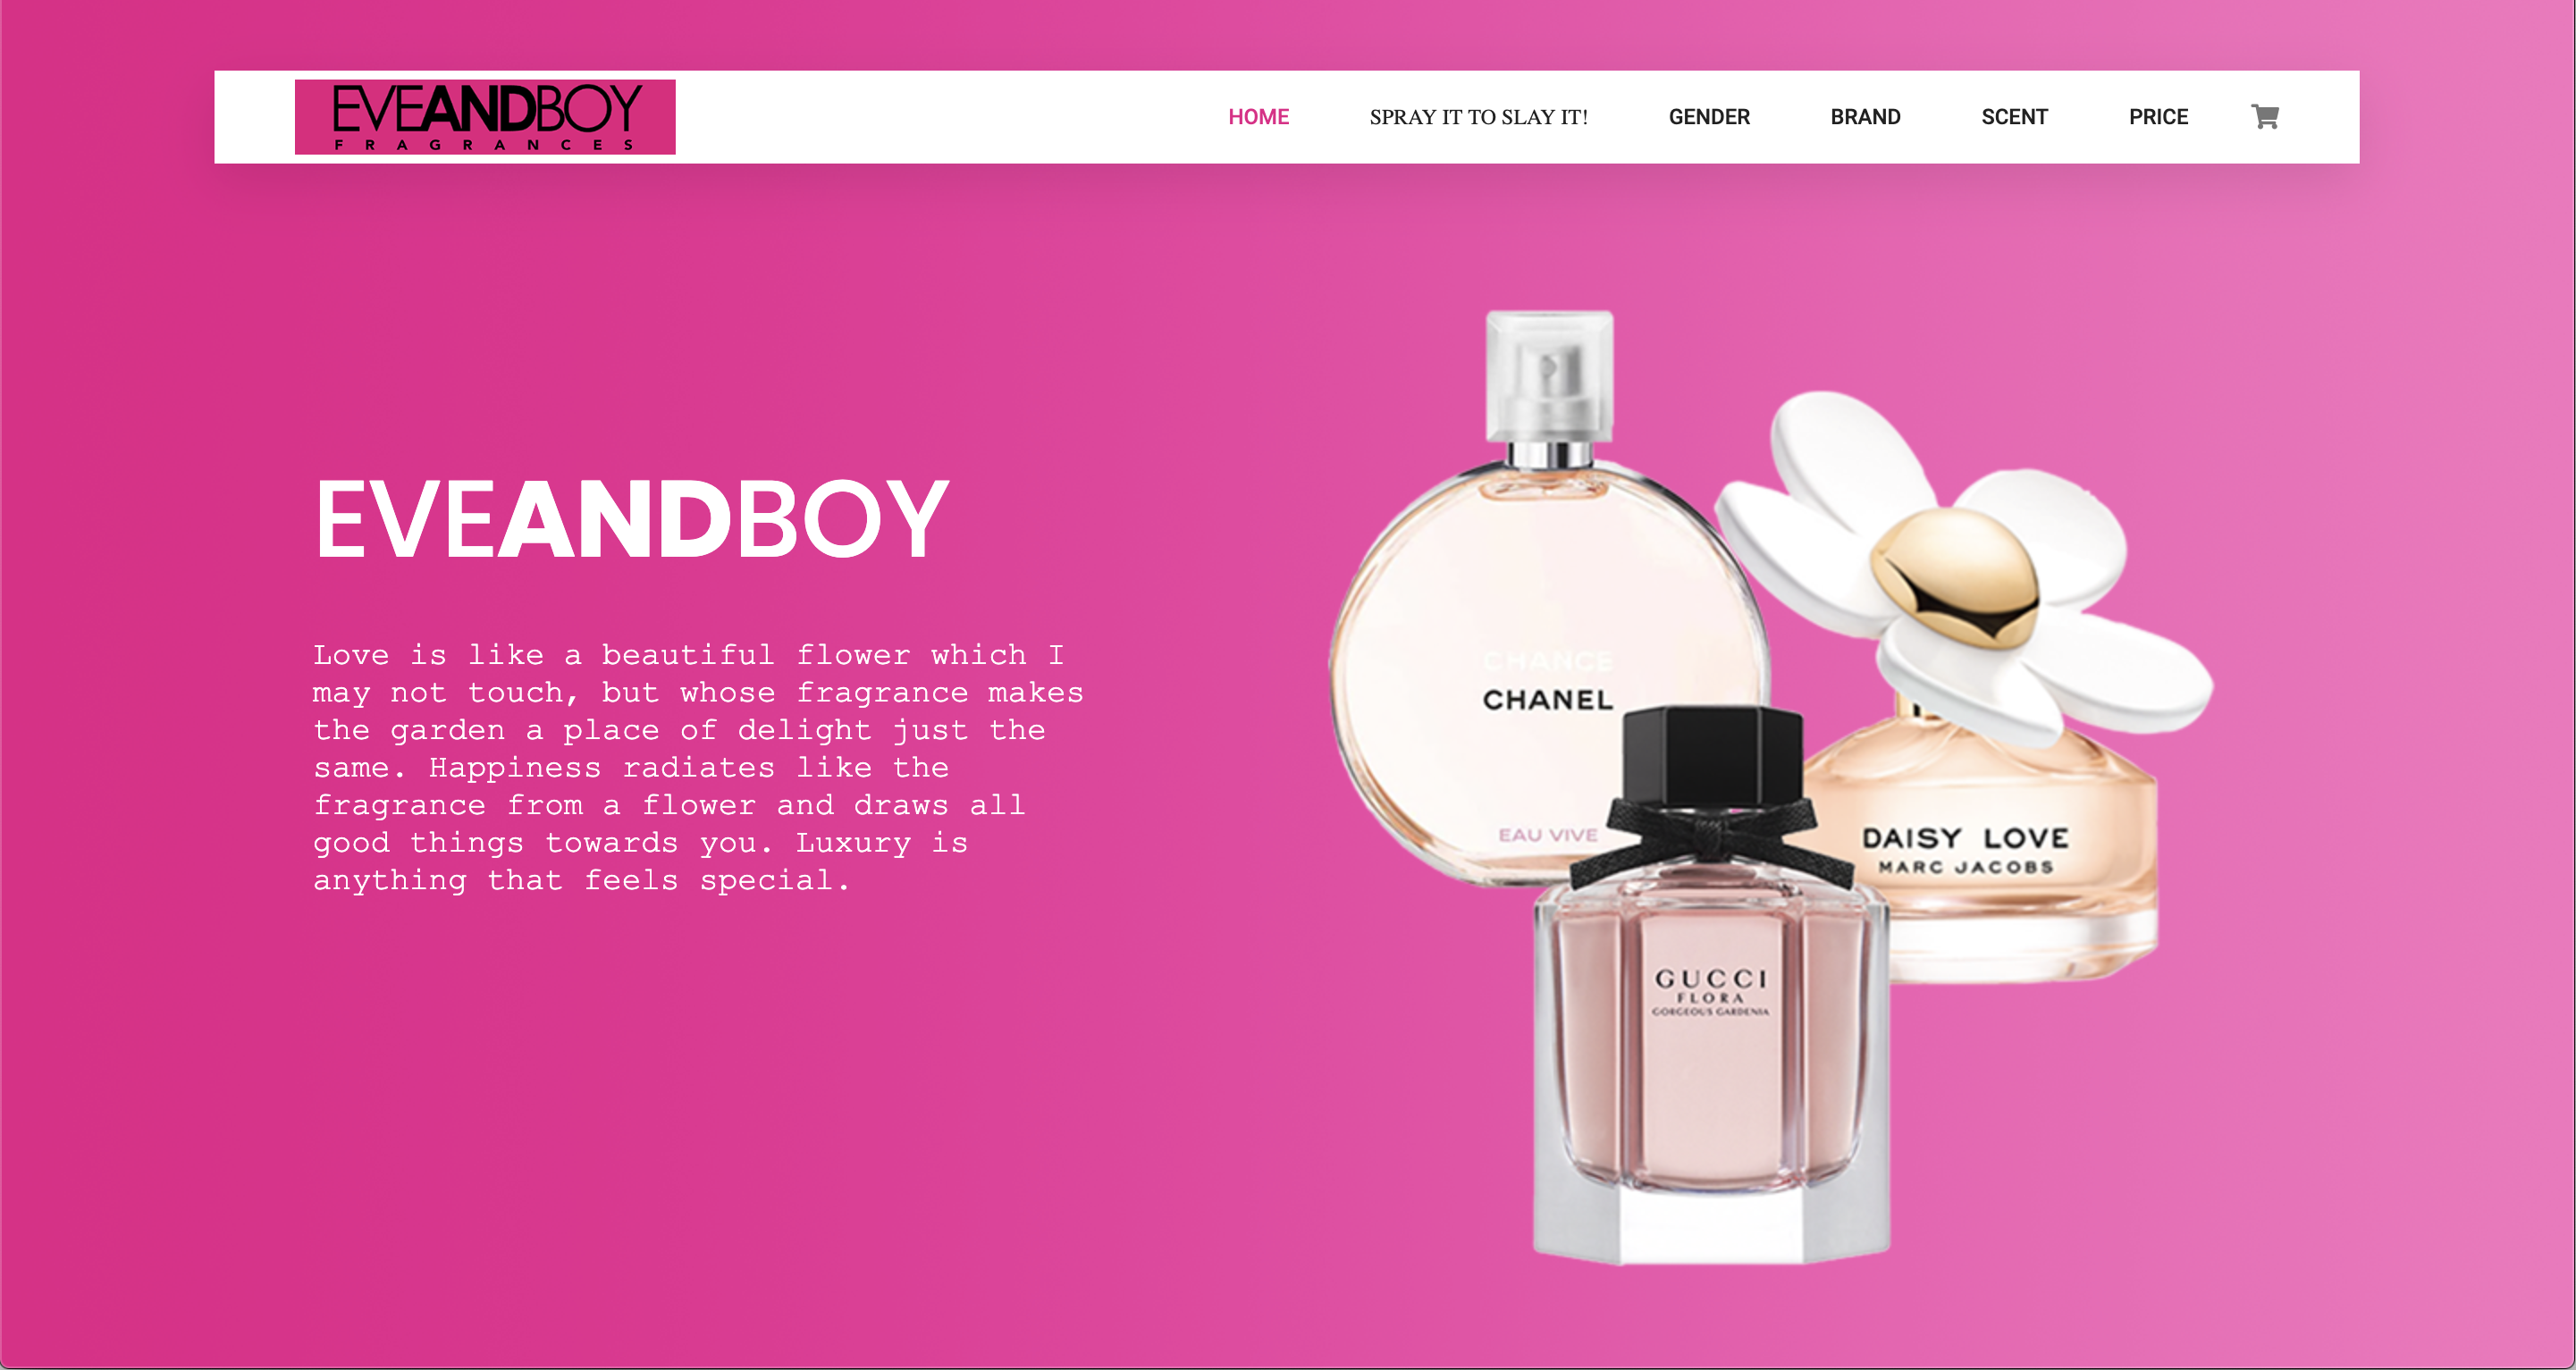 EVEANDBOY
FRAGRANCES
HOME
SPRAY IT TO SLAY IT!
GENDER
BRAND
SCENT
PRICE
EVEANDBOY
Love is like a beautiful flower which I
may not touch, but whose fragrance makes
the garden a place of delight just the
same. Happiness radiates like the
fragrance from a flower and draws all
good things towards you. Luxury is
anything that feels special.
CHANCE
CHANEL
EAU VIVE
DAISY LOVE
MARC JACOBS
GUCCI
FLORA
GORGEOUS GARDENIA